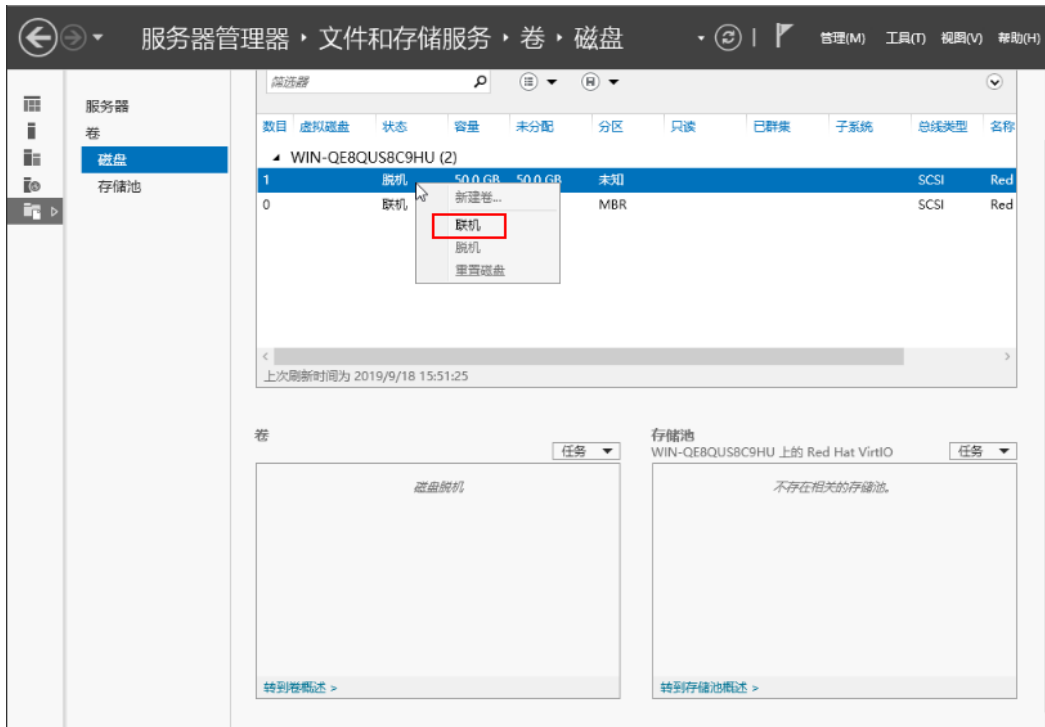 服务器管理器 ‣ 文件和存储服务 ‣ 卷 ‣ 磁盘
管理(M) 工具(T) 视图(V) 帮助(H)
筛选器
服务器
卷
磁盘
存储池
数目 虚拟磁盘 状态 容量 未分配 分区 只读 已群集 子系统 总线类型 名称
WIN-QE8QUS8C9HU (2)
1 脱机 50.0 GB 50.0 GB 未知 SCSI Red
0 联机 MBR SCSI Red
新建卷...
联机
脱机
重置磁盘
上次刷新时间为 2019/9/18 15:51:25
卷
任务
磁盘脱机
转到卷概述 >
存储池
WIN-QE8QUS8C9HU 上的 Red Hat VirtIO
任务
不存在相关的存储池。
转到存储池概述 >